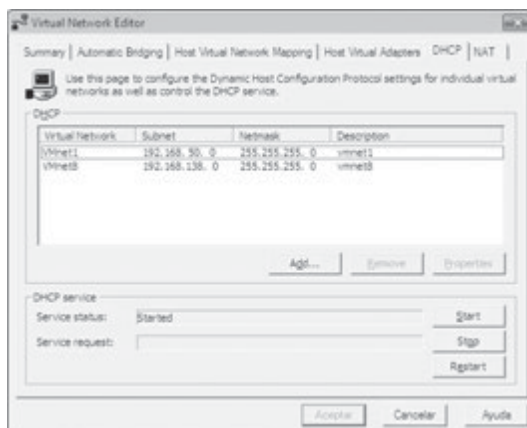 Virtual Network Editor
Summary | Automatic Bridging | Host Virtual Network Mapping | Host Virtual Adapters | DHCP | NAT
Use this page to configure the Dynamic Host Configuration Protocol settings for individual virtual
networks as well as control the DHCP service.
DHCP
Virtual Network Subnet Netmask Description
VMnet1 192.168. 50. 0 255.255.255. 0 vmnet1
VMnet8 192.168.138. 0 255.255.255. 0 vmnet8
Add... Remove Properties
DHCP service
Service status: Started Start
Service request: Stop
Restart
Aceptar Cancelar Ayuda